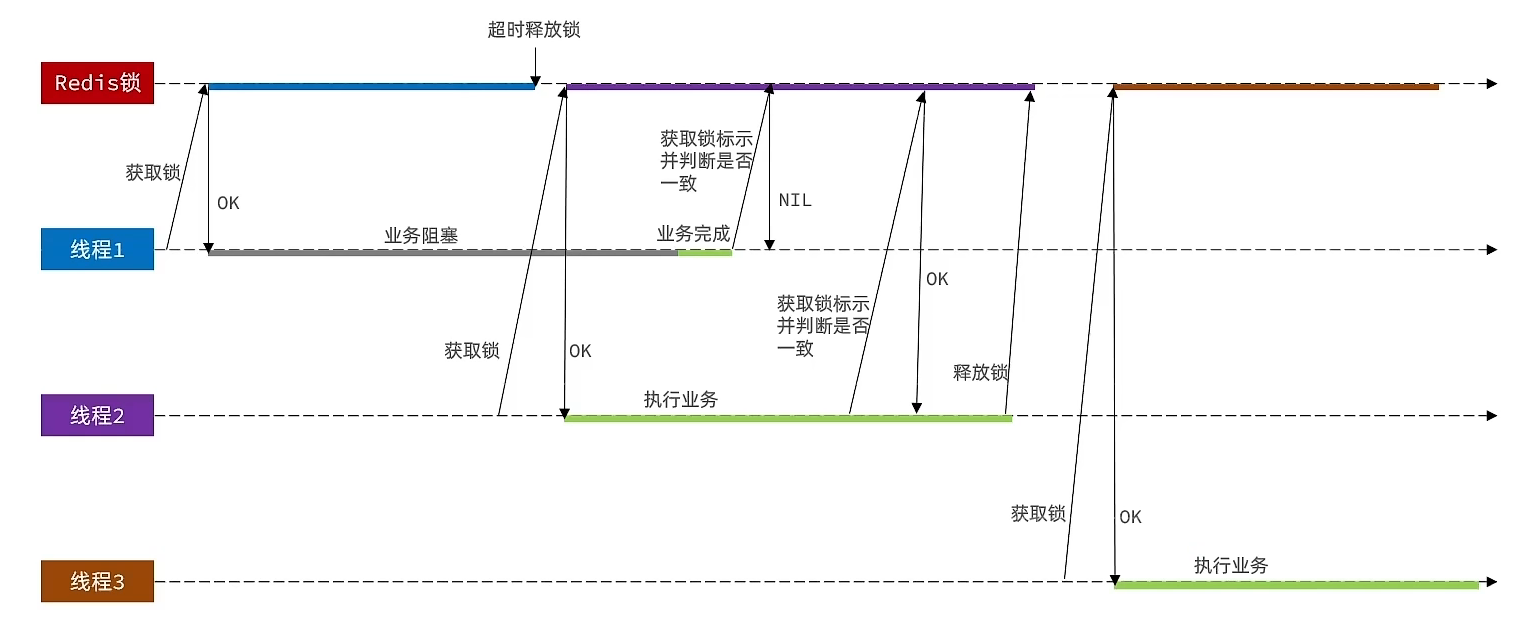 超时释放锁
Redis锁
获取锁
OK
获取锁标示
并判断是否
一致
NIL
线程1
业务阻塞
业务完成
获取锁
OK
获取锁标示
并判断是否
一致
OK
释放锁
线程2
执行业务
获取锁
OK
线程3
执行业务